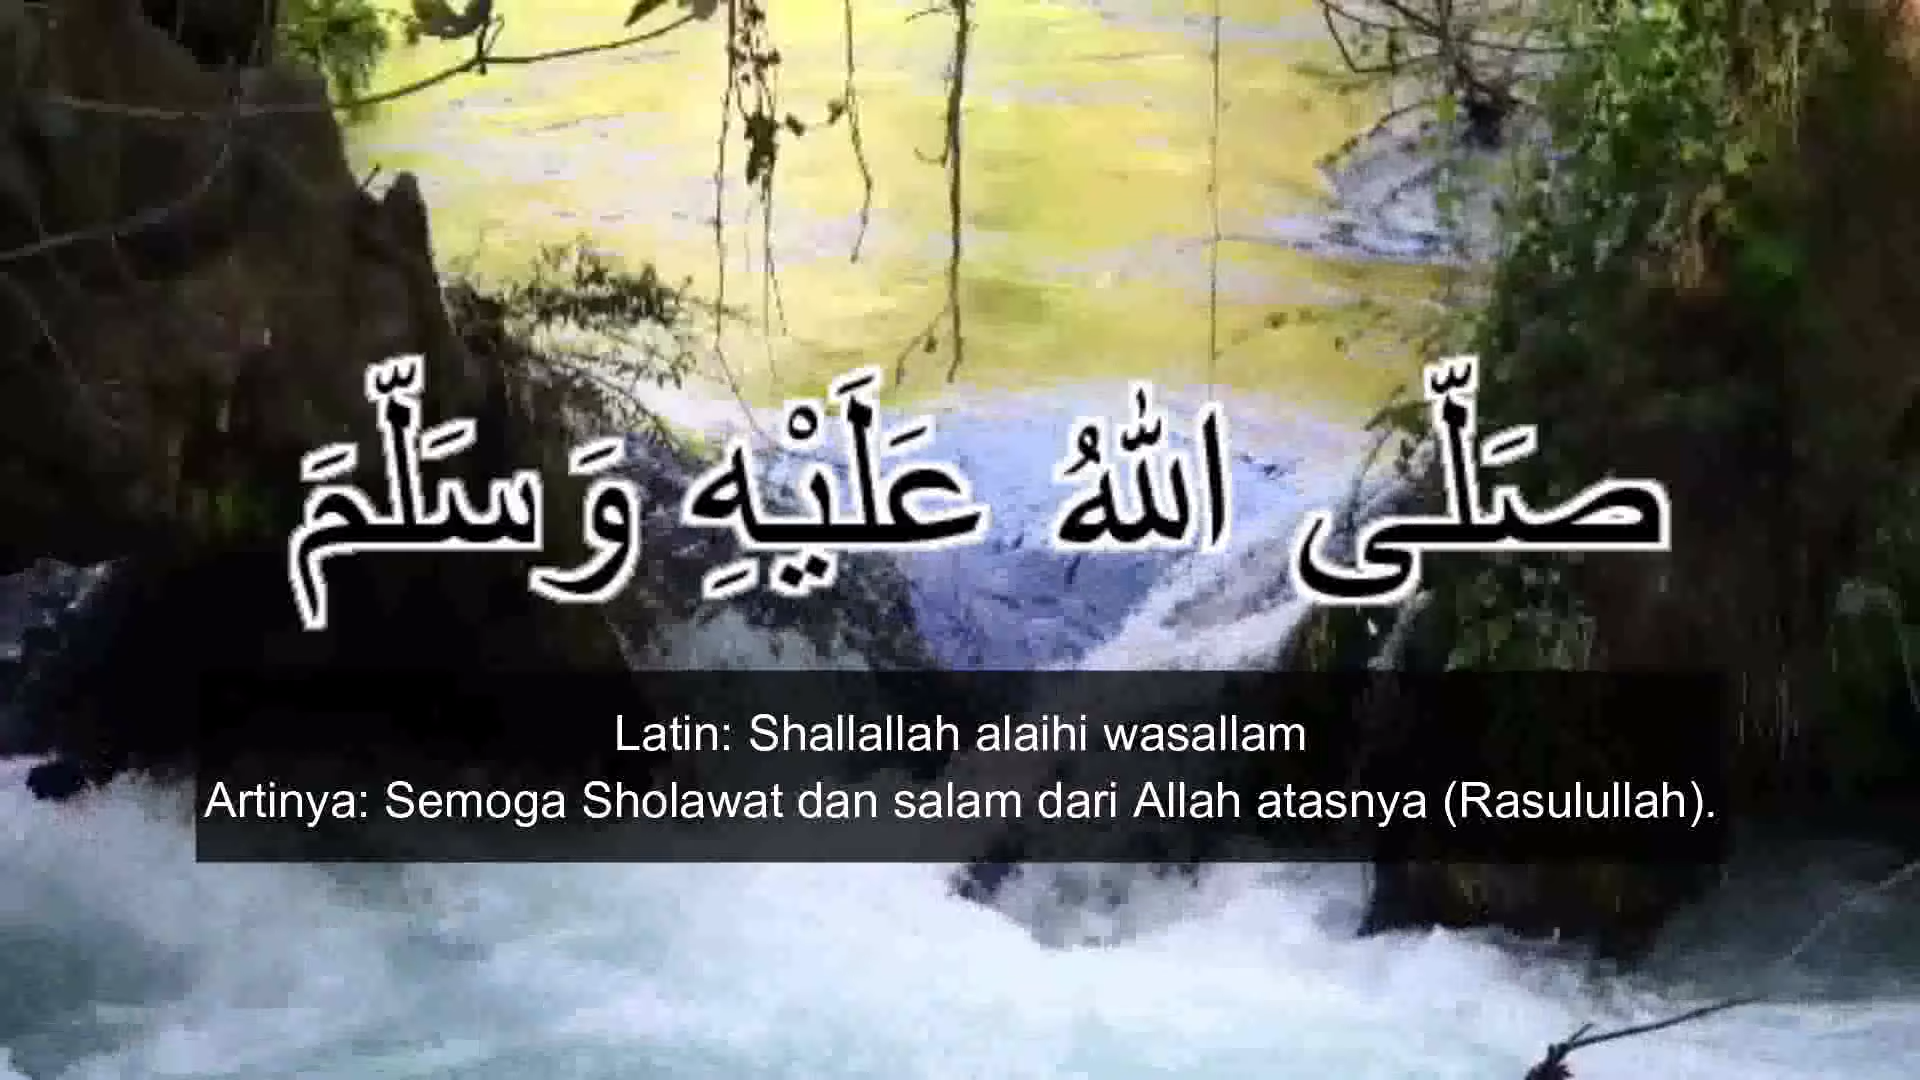 صَلَّى اللهُ عَلَيْهِ وَسَلَّمَ
Latin: Shallallah alaihi wasallam
Artinya: Semoga Sholawat dan salam dari Allah atasnya (Rasulullah).